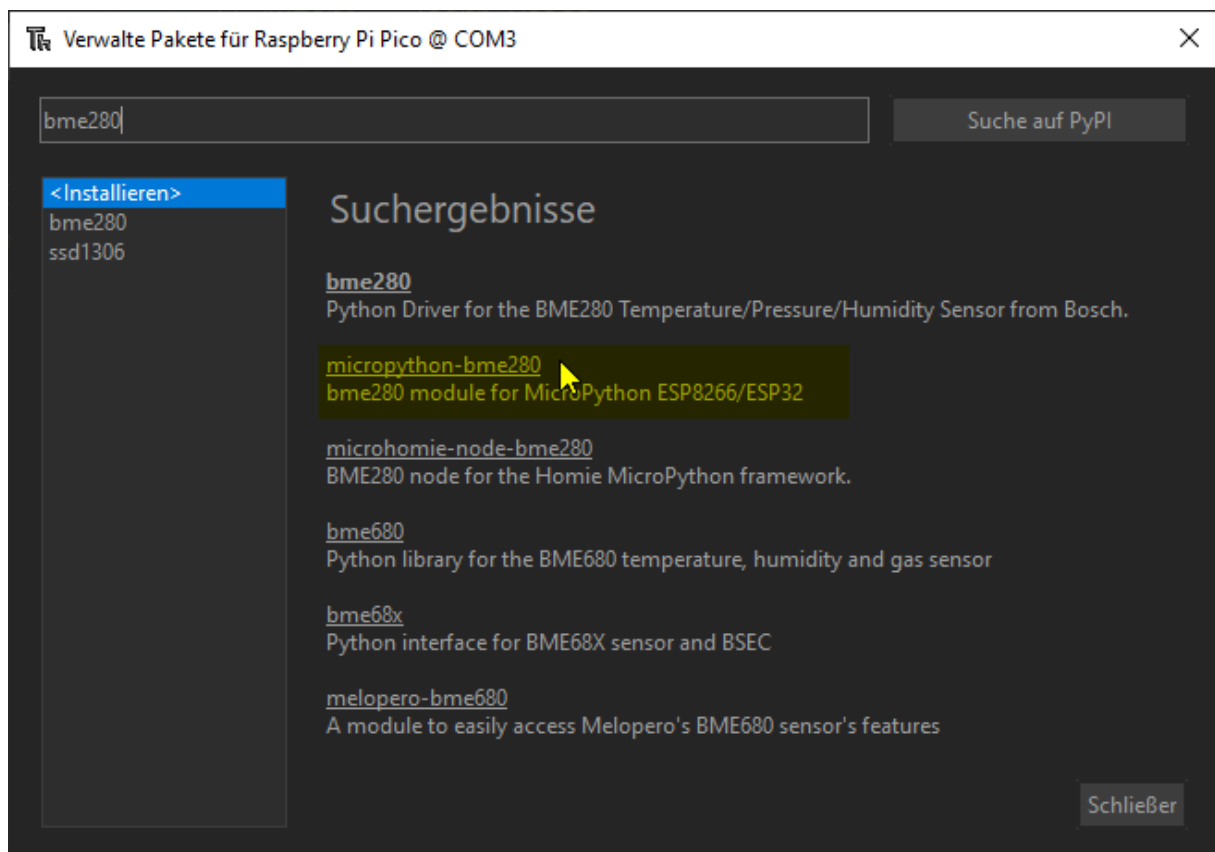 Verwalte Pakete für Raspberry Pi Pico @ COM3
bme280
Suche auf PyPI
<Installieren>
bme280
ssd1306
Suchergebnisse
bme280
Python Driver for the BME280 Temperature/Pressure/Humidity Sensor from Bosch.
micropython-bme280
bme280 module for MicroPython ESP8266/ESP32
microhomie-node-bme280
BME280 node for the Homie MicroPython framework.
bme680
Python library for the BME680 temperature, humidity and gas sensor
bme68x
Python interface for BME68X sensor and BSEC
melopero-bme680
A module to easily access Melopero's BME680 sensor's features
Schließer